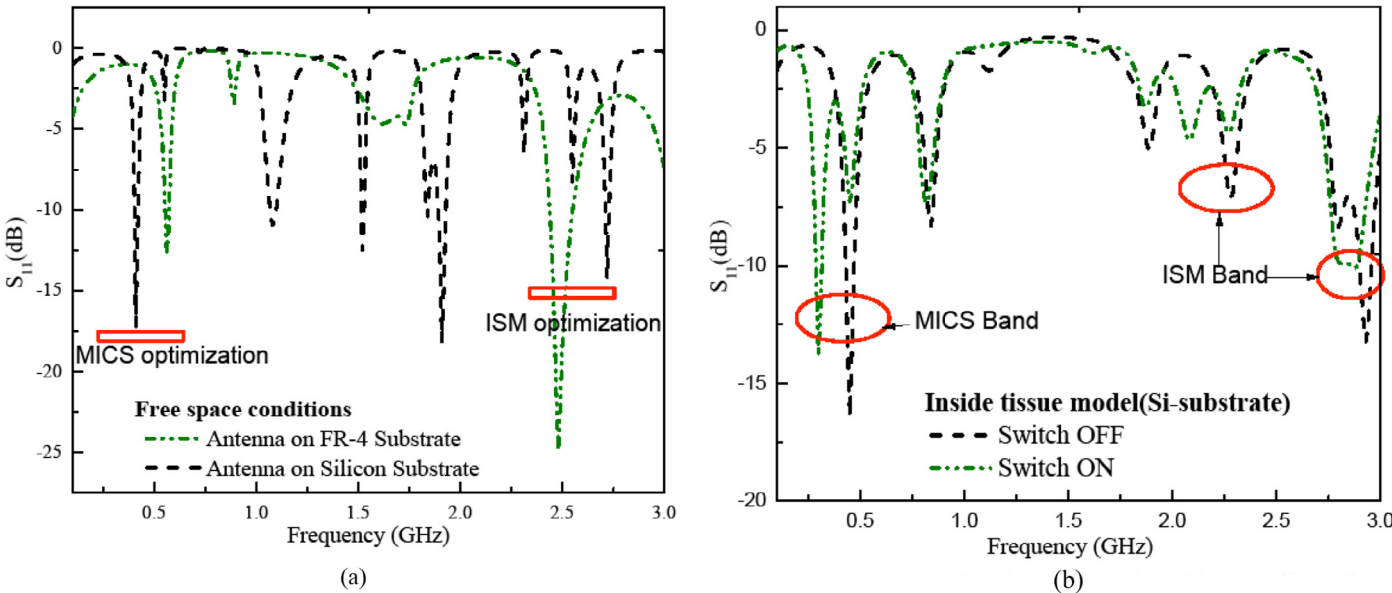 0
-5
-10
-15
-20
-25
S11(dB)
MICS optimization
ISM optimization
Free space conditions
Antenna on FR-4 Substrate
Antenna on Silicon Substrate
0.5 1.0 1.5 2.0 2.5 3.0
Frequency (GHz)
(a)
0
-5
-10
-15
-20
S11(dB)
ISM Band
MICS Band
Inside tissue model(Si-substrate)
Switch OFF
Switch ON
0.5 1.0 1.5 2.0 2.5 3.0
Frequency (GHz)
(b)